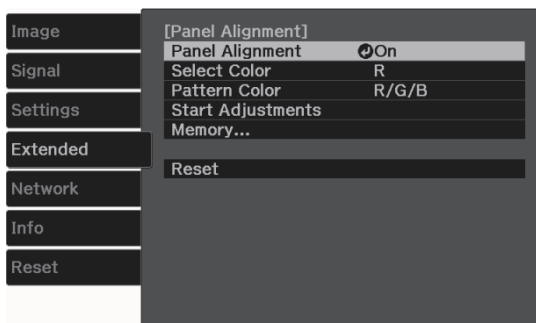 Image
Signal
Settings
Extended
Network
Info
Reset
[Panel Alignment]
Panel Alignment On
Select Color R
Pattern Color R/G/B
Start Adjustments
Memory...
Reset